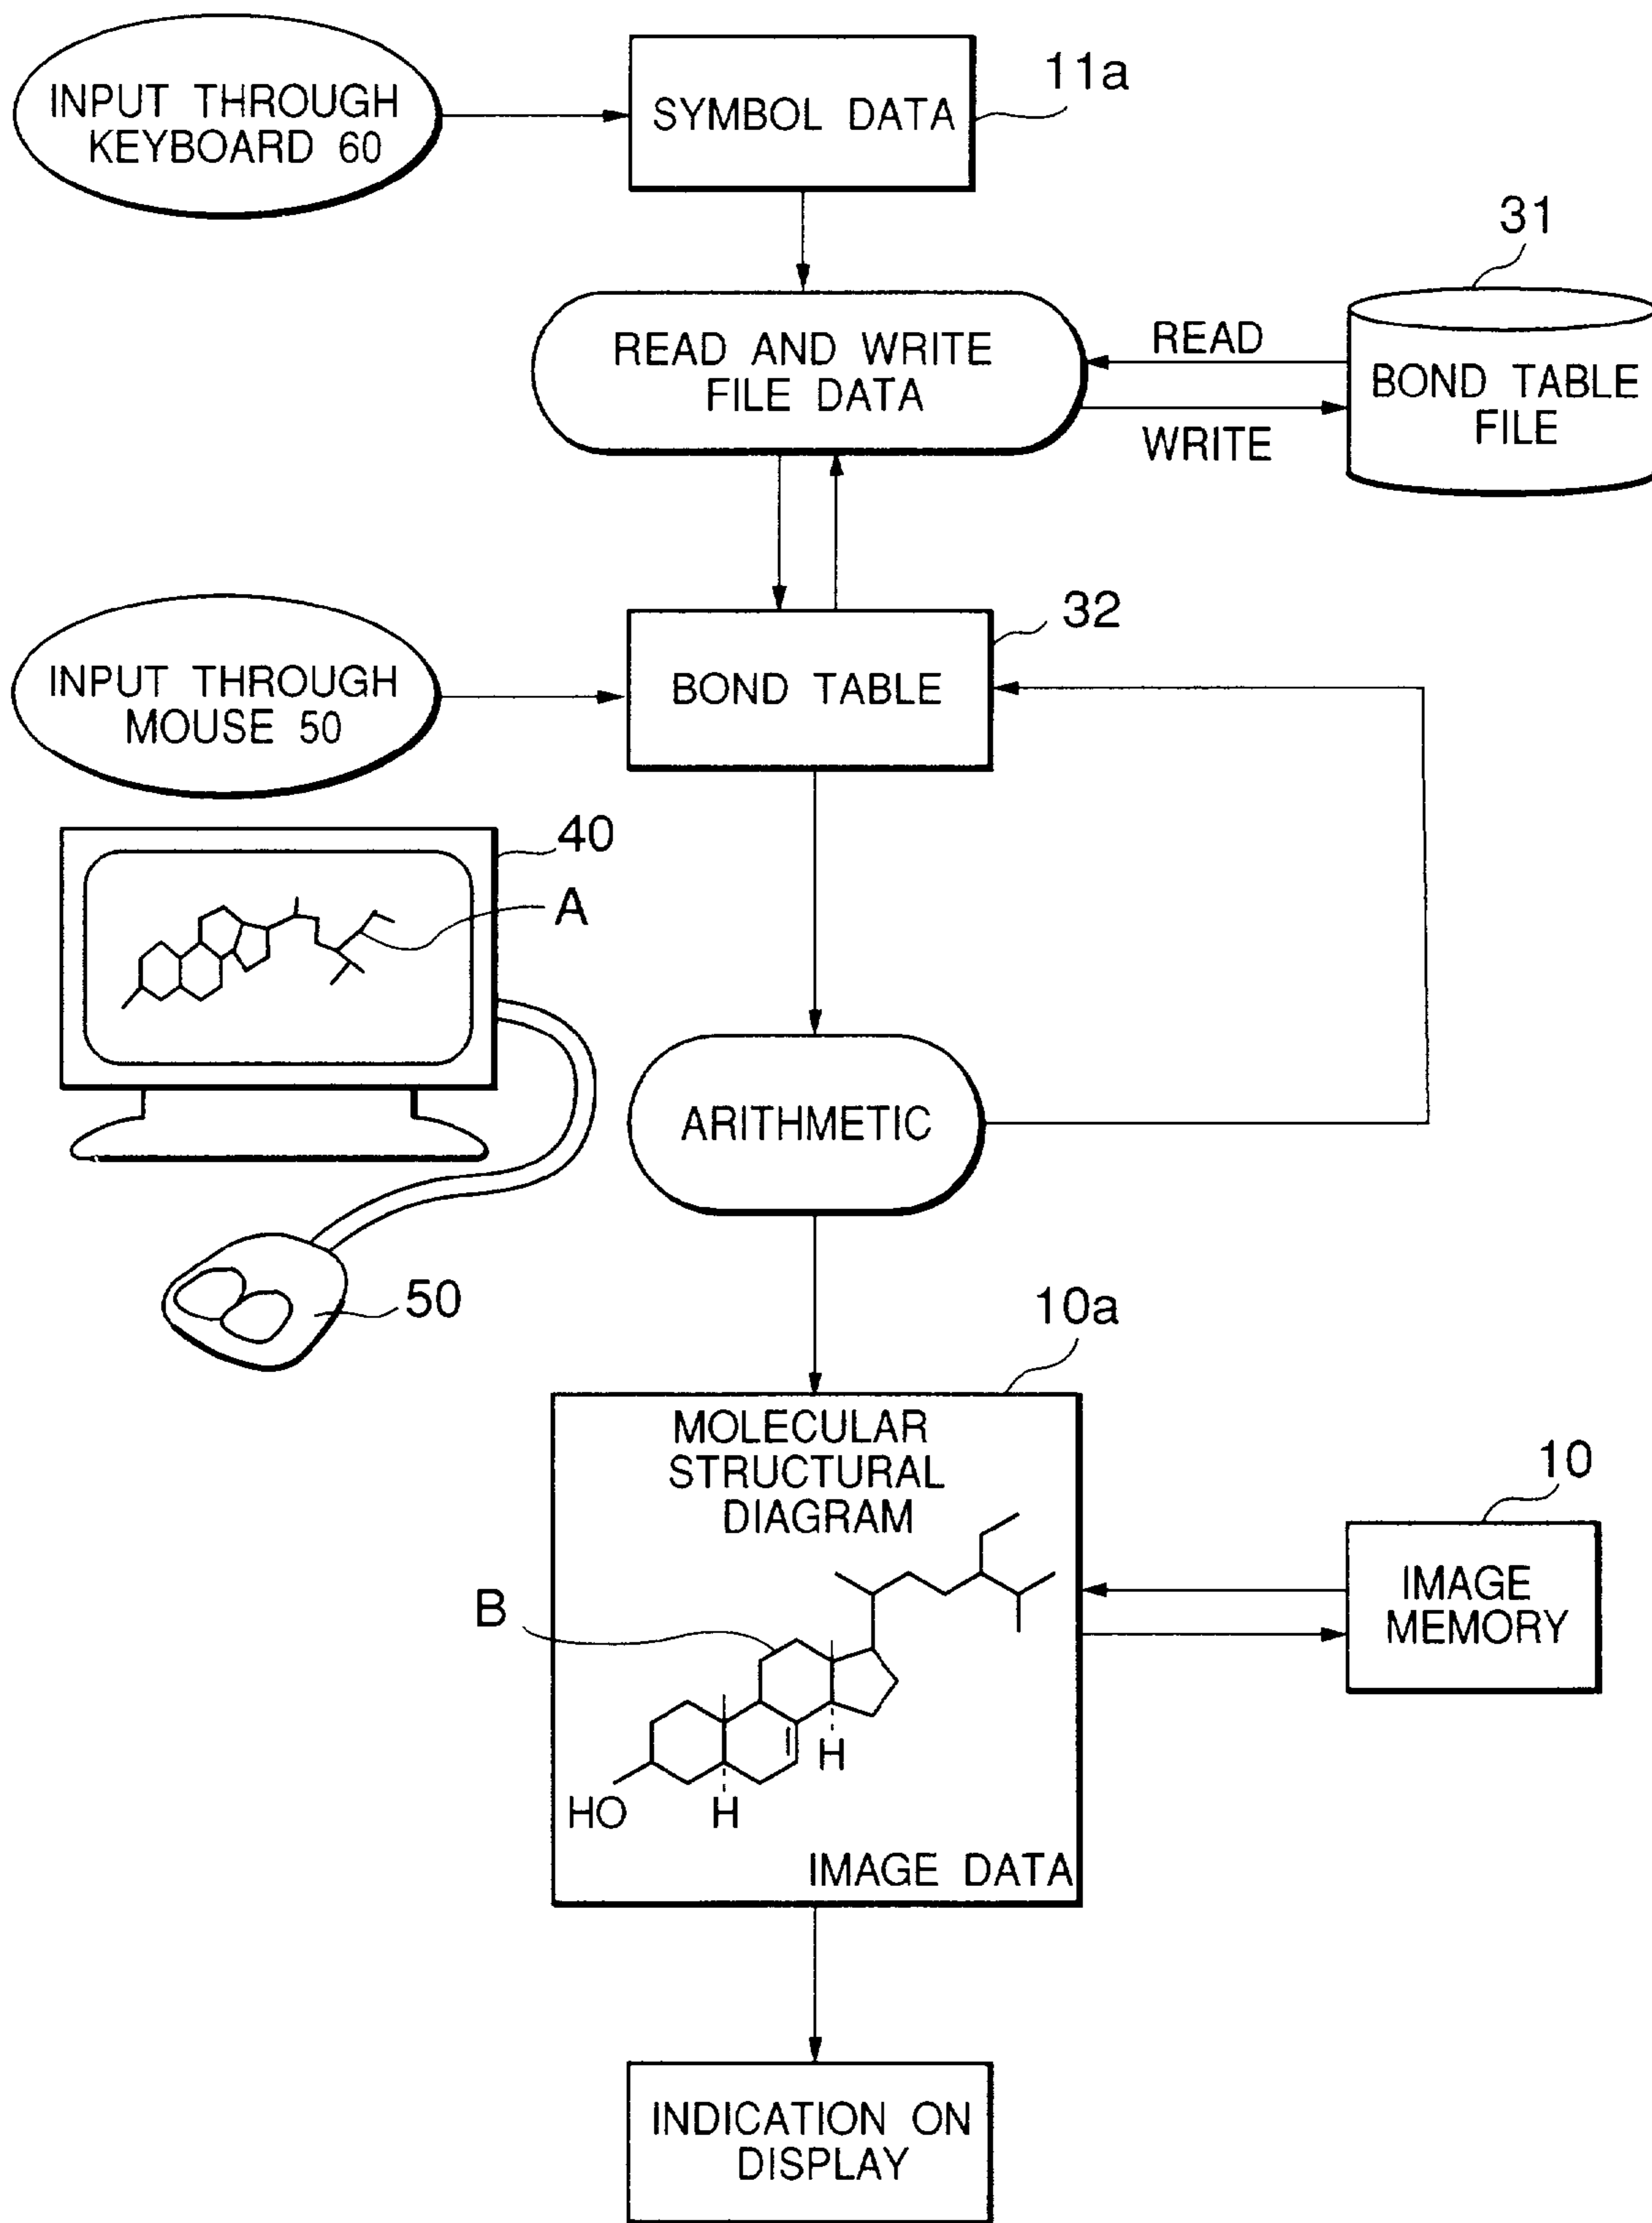 INPUT THROUGH
KEYBOARD 60
SYMBOL DATA
11a
READ AND WRITE
FILE DATA
READ
WRITE
31
BOND TABLE
FILE
INPUT THROUGH
MOUSE 50
BOND TABLE
32
40
A
50
ARITHMETIC
10a
MOLECULAR
STRUCTURAL
DIAGRAM
B
H
HO
H
IMAGE DATA
10
IMAGE
MEMORY
INDICATION ON
DISPLAY